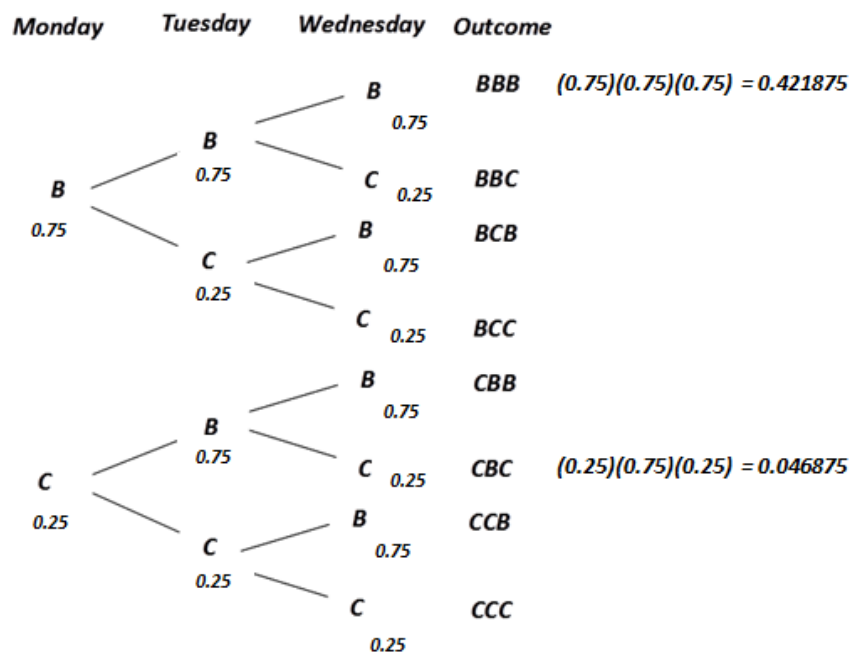 Monday Tuesday Wednesday Outcome
B BBB (0.75)(0.75)(0.75) = 0.421875
0.75
B
0.75
C 0.25 BBC
B
0.75
B BCB
0.75
C
0.25
C 0.25 BCC
B CBB
0.75
B
0.75
C 0.25 CBC (0.25)(0.75)(0.25) = 0.046875
C
0.25
B CCB
0.75
C
0.25
C CCC
0.25